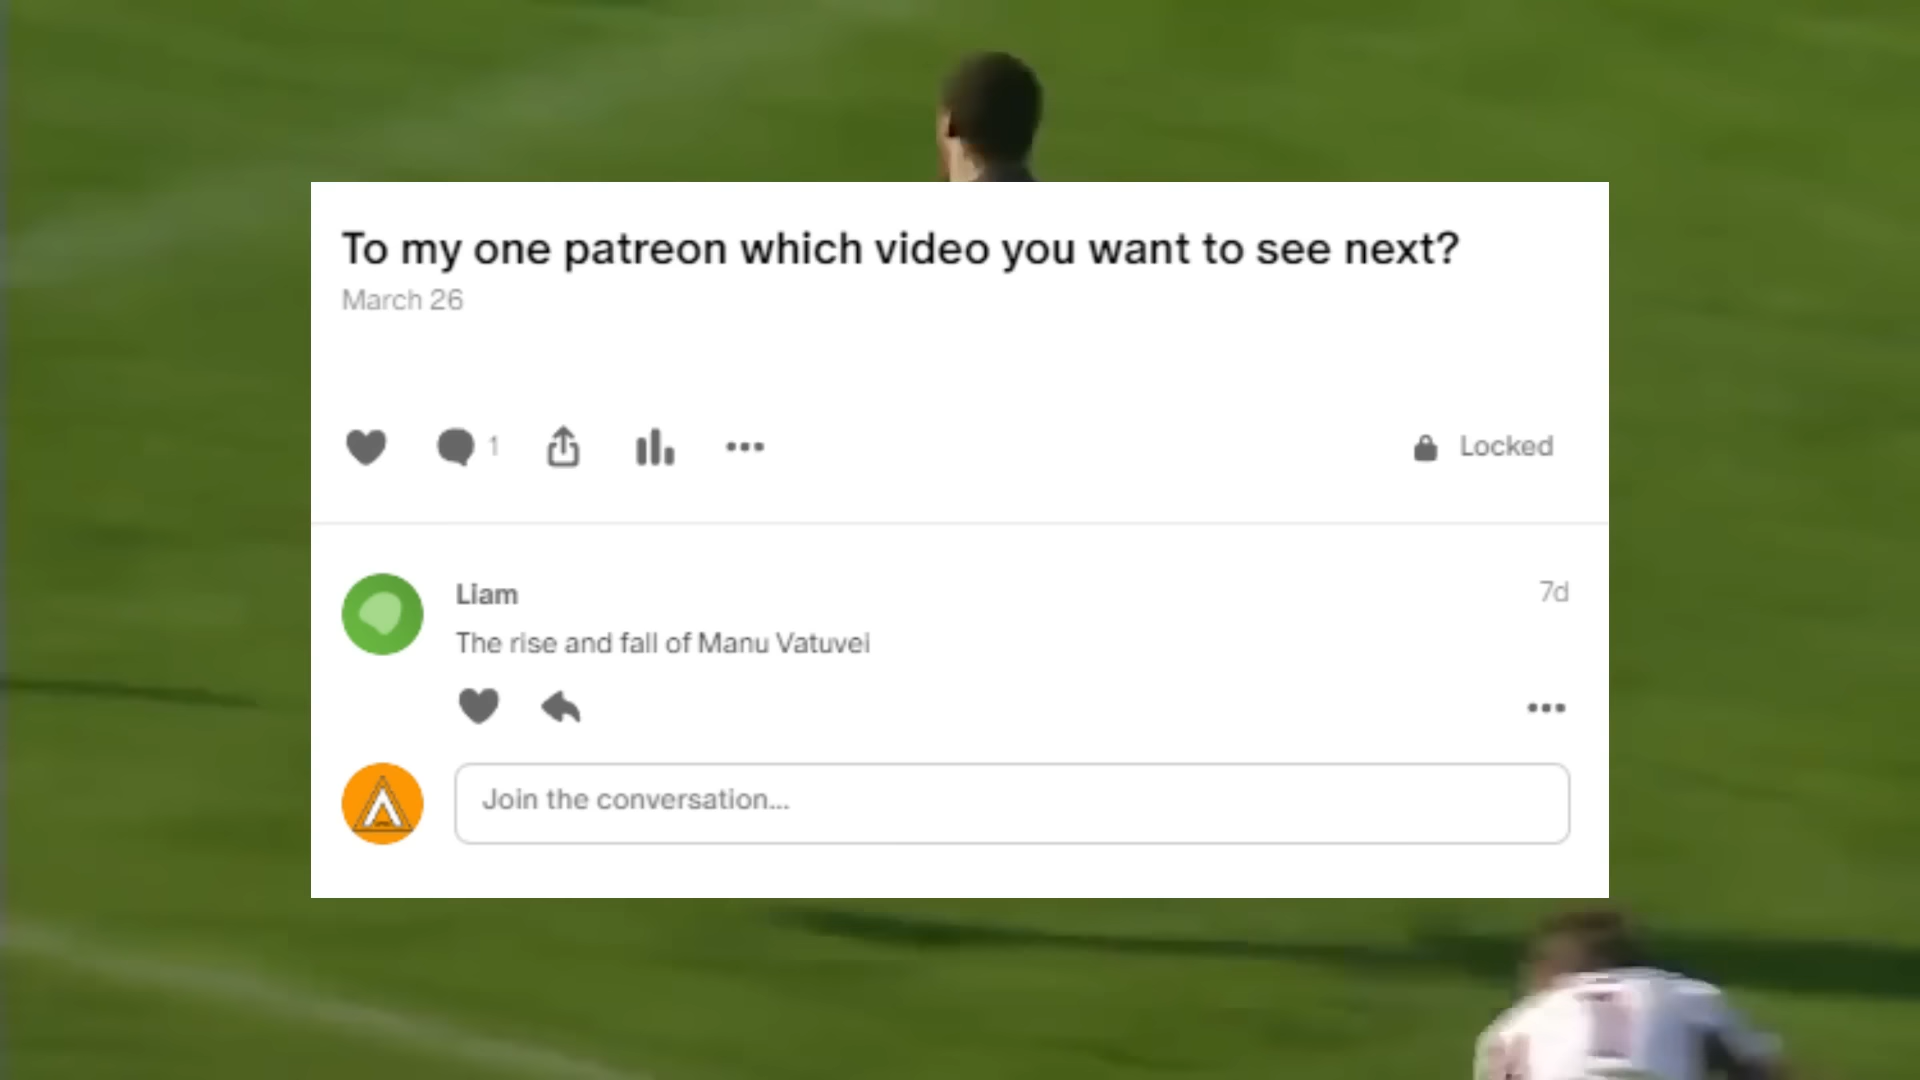 To my one patreon which video you want to see next?
March 26
1
Locked
Liam
7d
The rise and fall of Manu Vatuvei
Join the conversation...